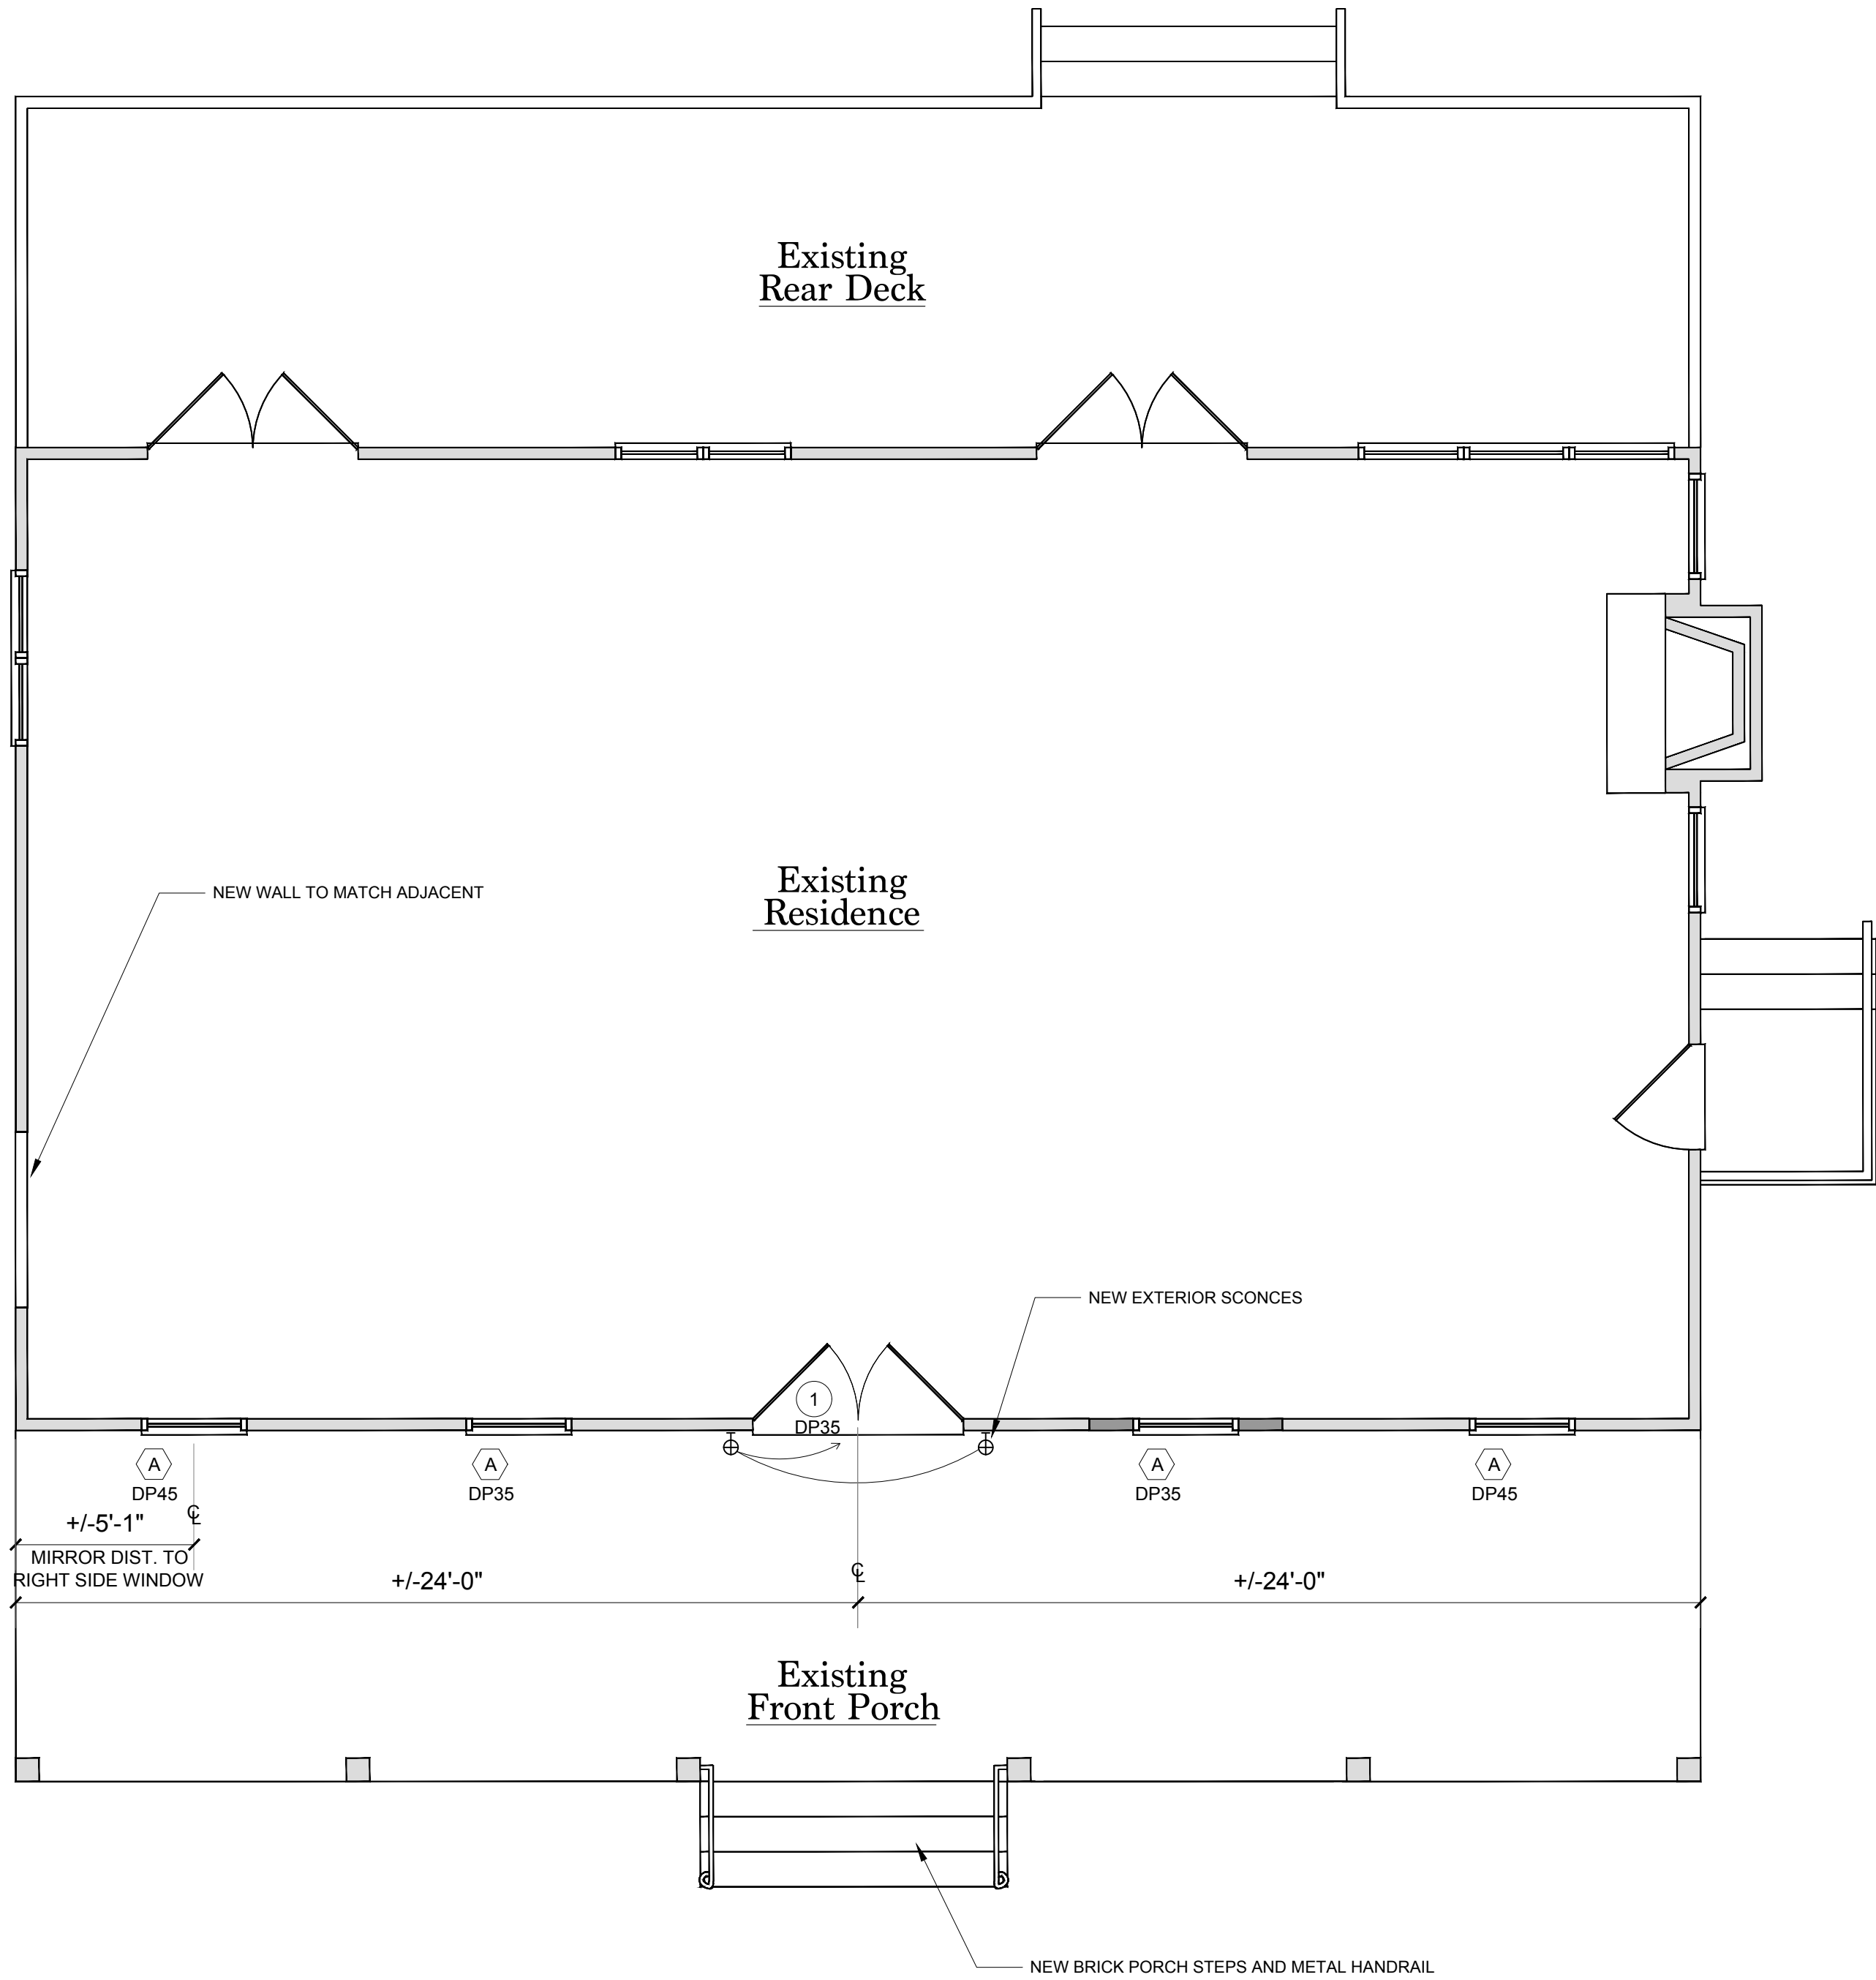 Existing
Rear Deck
NEW WALL TO MATCH ADJACENT
Existing
Residence
NEW EXTERIOR SCONCES
1
DP35
A
DP45
A
DP35
A
DP35
A
DP45
℄
+/-5'-1"
MIRROR DIST. TO
RIGHT SIDE WINDOW
+/-24'-0"
℄
+/-24'-0"
Existing
Front Porch
NEW BRICK PORCH STEPS AND METAL HANDRAIL